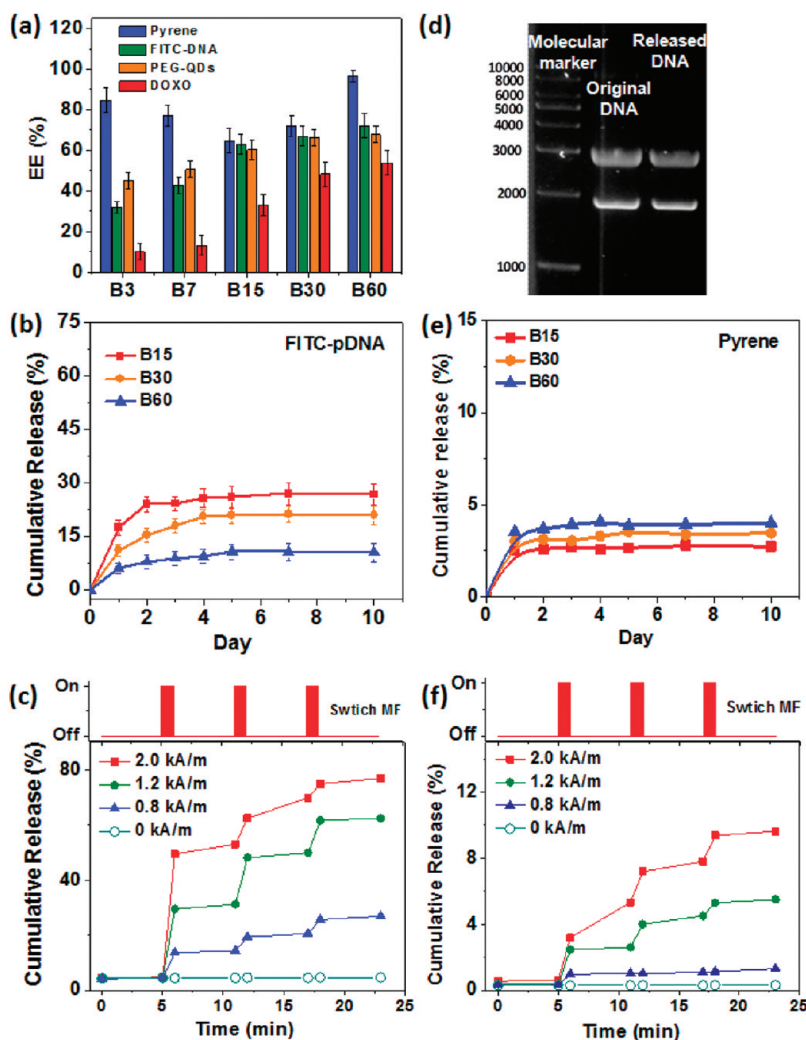 (a)
120
100
80
60
40
20
0
EE (%)
Pyrene
FITC-DNA
PEG-QDs
DOXO
B3 B7 B15 B30 B60
(d)
Molecular marker
Original DNA
Released DNA
10000
8000
6000
5000
4000
3000
2000
1000
(b)
75
60
45
30
15
0
Cumulative Release (%)
FITC-pDNA
B15
B30
B60
0 2 4 6 8 10
Day
(e)
15
10
5
0
Cumulative release (%)
Pyrene
B15
B30
B60
0 2 4 6 8 10
Day
(c)
On
Off
Swtich MF
80
40
0
Cumulative Release (%)
2.0 kA/m
1.2 kA/m
0.8 kA/m
0 kA/m
0 5 10 15 20 25
Time (min)
(f)
On
Off
Swtich MF
12
8
4
0
Cumulative Release (%)
2.0 kA/m
1.2 kA/m
0.8 kA/m
0 kA/m
0 5 10 15 20 25
Time (min)